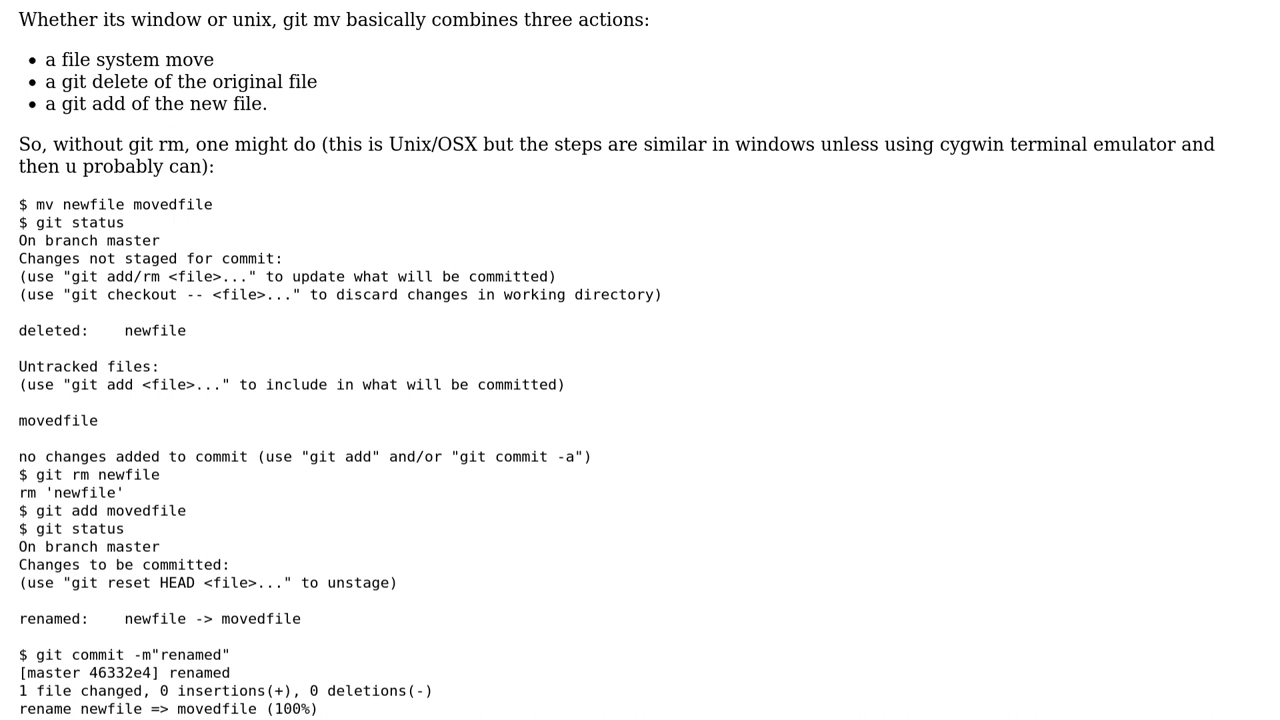 Whether its window or unix, git mv basically combines three actions:
• a file system move
• a git delete of the original file
• a git add of the new file.
So, without git rm, one might do (this is Unix/OSX but the steps are similar in windows unless using cygwin terminal emulator and
then u probably can):
$ mv newfile movedfile
$ git status
On branch master
Changes not staged for commit:
(use "git add/rm <file>..." to update what will be committed)
(use "git checkout -- <file>..." to discard changes in working directory)
deleted:    newfile
Untracked files:
(use "git add <file>..." to include in what will be committed)
movedfile
no changes added to commit (use "git add" and/or "git commit -a")
$ git rm newfile
rm 'newfile'
$ git add movedfile
$ git status
On branch master
Changes to be committed:
(use "git reset HEAD <file>..." to unstage)
renamed:    newfile -> movedfile
$ git commit -m"renamed"
[master 46332e4] renamed
1 file changed, 0 insertions(+), 0 deletions(-)
rename newfile => movedfile (100%)